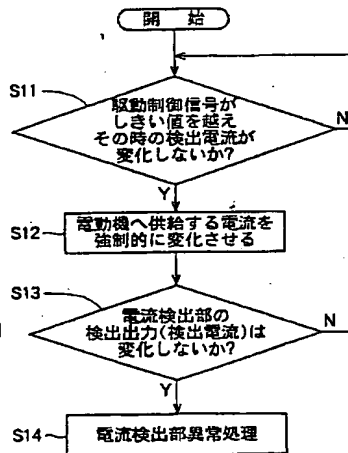 開 始
S11
駆動制御信号が
しきい値を越え
その時の検出電流が
変化しないか?
N
Y
S12
電動機へ供給する電流を
強制的に変化させる
S13
電流検出部の
検出出力(検出電流)は
変化しないか?
N
Y
S14
電流検出部異常処理